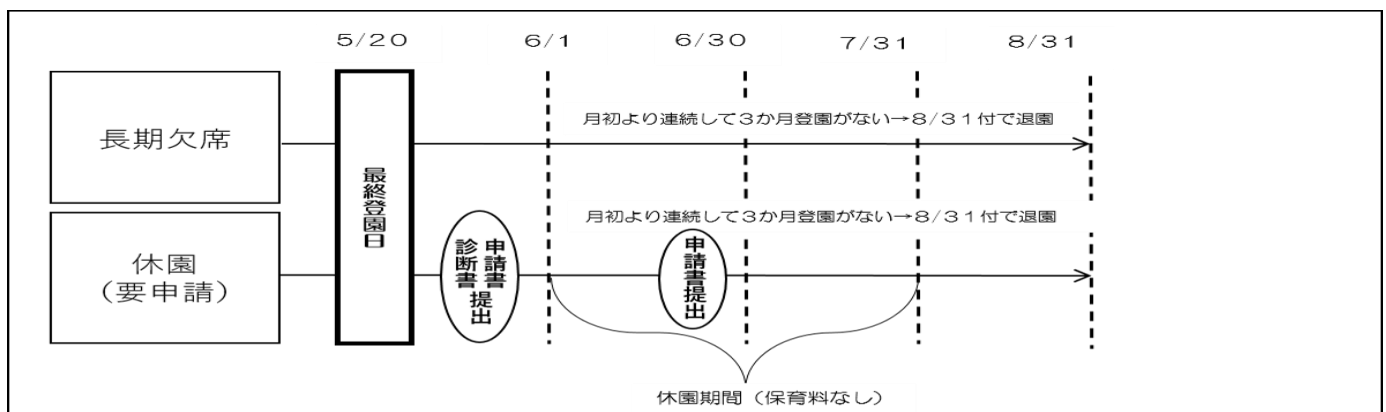 5/20
6/1
6/30
7/31
8/31
長期欠席
月初より連続して3か月登園がない→8/31付で退園
最終登園日
休園
(要申請)
月初より連続して3か月登園がない→8/31付で退園
申請書
診断書
提出
申請書提出
休園期間(保育料なし)